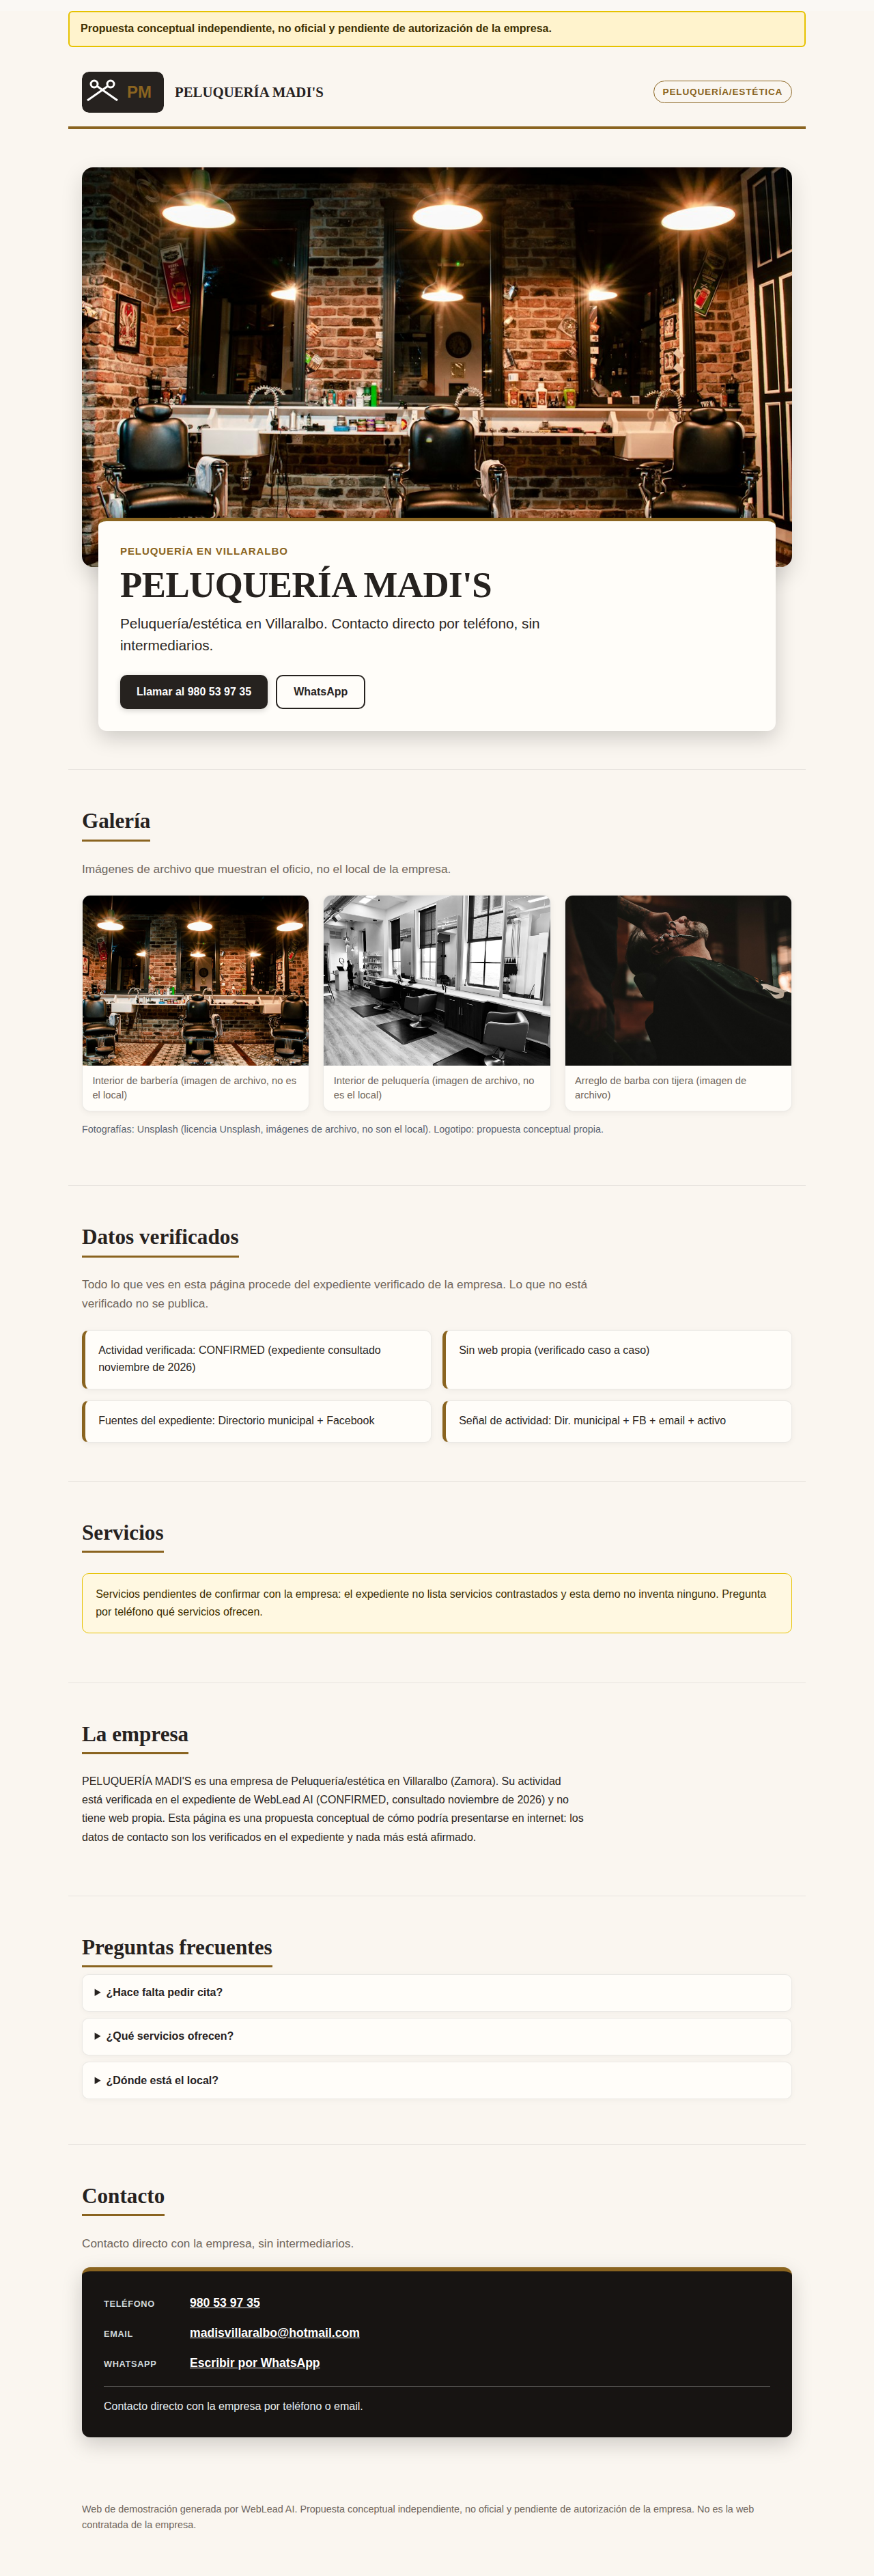 Propuesta conceptual independiente, no oficial y pendiente de autorización de la empresa.
PM
PELUQUERÍA MADI'S
PELUQUERÍA/ESTÉTICA
PELUQUERÍA EN VILLARALBO
PELUQUERÍA MADI'S
Peluquería/estética en Villaralbo. Contacto directo por teléfono, sin
intermediarios.
Llamar al 980 53 97 35
WhatsApp
Galería
Imágenes de archivo que muestran el oficio, no el local de la empresa.
Interior de barbería (imagen de archivo, no es
el local)
Interior de peluquería (imagen de archivo, no
es el local)
Arreglo de barba con tijera (imagen de
archivo)
Fotografías: Unsplash (licencia Unsplash, imágenes de archivo, no son el local). Logotipo: propuesta conceptual propia.
Datos verificados
Todo lo que ves en esta página procede del expediente verificado de la empresa. Lo que no está
verificado no se publica.
Actividad verificada: CONFIRMED (expediente consultado
noviembre de 2026)
Sin web propia (verificado caso a caso)
Fuentes del expediente: Directorio municipal + Facebook
Señal de actividad: Dir. municipal + FB + email + activo
Servicios
Servicios pendientes de confirmar con la empresa: el expediente no lista servicios contrastados y esta demo no inventa ninguno. Pregunta
por teléfono qué servicios ofrecen.
La empresa
PELUQUERÍA MADI'S es una empresa de Peluquería/estética en Villaralbo (Zamora). Su actividad
está verificada en el expediente de WebLead AI (CONFIRMED, consultado noviembre de 2026) y no
tiene web propia. Esta página es una propuesta conceptual de cómo podría presentarse en internet: los
datos de contacto son los verificados en el expediente y nada más está afirmado.
Preguntas frecuentes
¿Hace falta pedir cita?
¿Qué servicios ofrecen?
¿Dónde está el local?
Contacto
Contacto directo con la empresa, sin intermediarios.
TELÉFONO 980 53 97 35
EMAIL madisvillaralbo@hotmail.com
WHATSAPP Escribir por WhatsApp
Contacto directo con la empresa por teléfono o email.
Web de demostración generada por WebLead AI. Propuesta conceptual independiente, no oficial y pendiente de autorización de la empresa. No es la web
contratada de la empresa.